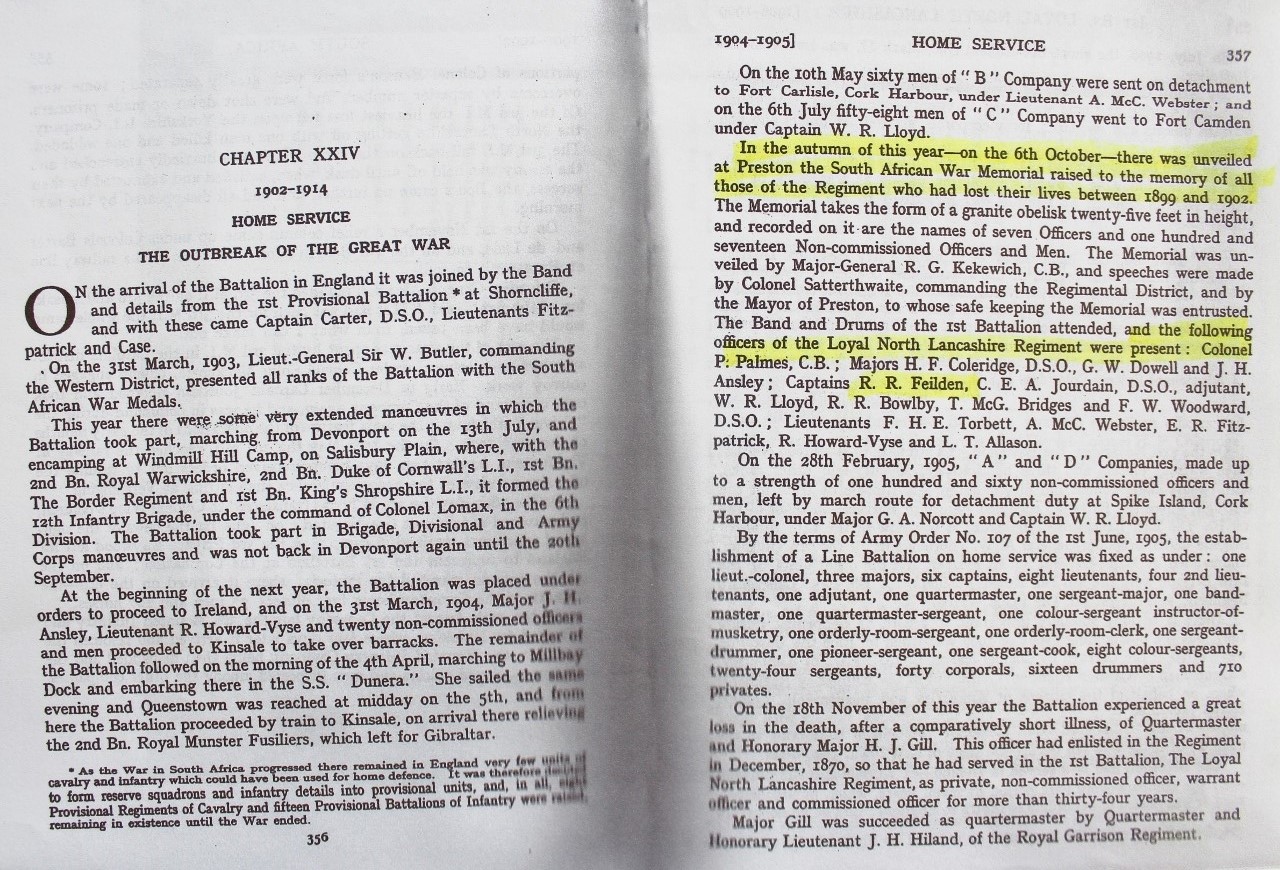 CHAPTER XXIV
1902-1914
HOME SERVICE
THE OUTBREAK OF THE GREAT WAR
ON the arrival of the Battalion in England it was joined by the Band
and details from the 1st Provisional Battalion * at Shorncliffe,
and with these came Captain Carter, D.S.O., Lieutenants Fitz-
patrick and Case.
On the 31st March, 1903, Lieut.-General Sir W. Butler, commanding
the Western District, presented all ranks of the Battalion with the South
African War Medals.
This year there were some very extended manœuvres in which the
Battalion took part, marching from Devonport on the 13th July, and
encamping at Windmill Hill Camp, on Salisbury Plain, where, with the
2nd Bn. Royal Warwickshire, 2nd Bn. Duke of Cornwall's L.I., 1st Bn.
The Border Regiment and 1st Bn. King's Shropshire L.I., it formed the
12th Infantry Brigade, under the command of Colonel Lomax, in the 6th
Division. The Battalion took part in Brigade, Divisional and Army
Corps manœuvres and was not back in Devonport again until the 20th
September.
At the beginning of the next year, the Battalion was placed under
orders to proceed to Ireland, and on the 31st March, 1904, Major J. H.
Ansley, Lieutenant R. Howard-Vyse and twenty non-commissioned officers
and men proceeded to Kinsale to take over barracks. The remainder of
the Battalion followed on the morning of the 4th April, marching to Millbay
Dock and embarking there in the S.S. "Dunera." She sailed the same
evening and Queenstown was reached at midday on the 5th, and from
here the Battalion proceeded by train to Kinsale, on arrival there relieving
the 2nd Bn. Royal Munster Fusiliers, which left for Gibraltar.
* As the War in South Africa progressed there remained in England very few units of
cavalry and infantry which could have been used for home defence. It was therefore
to form reserve squadrons and infantry details into provisional units, and, in all, eight
Provisional Regiments of Cavalry and fifteen Provisional Battalions of Infantry were raised,
remaining in existence until the War ended.
356
1904-1905] HOME SERVICE 357
On the 10th May sixty men of "B" Company were sent on detachment
to Fort Carlisle, Cork Harbour, under Lieutenant A. McC. Webster; and
on the 6th July fifty-eight men of "C" Company went to Fort Camden
under Captain W. R. Lloyd.
In the autumn of this year—on the 6th October—there was unveiled
at Preston the South African War Memorial raised to the memory of all
those of the Regiment who had lost their lives between 1899 and 1902.
The Memorial takes the form of a granite obelisk twenty-five feet in height,
and recorded on it are the names of seven Officers and one hundred and
seventeen Non-commissioned Officers and Men. The Memorial was un-
veiled by Major-General R. G. Kekewich, C.B., and speeches were made
by Colonel Satterthwaite, commanding the Regimental District, and by
the Mayor of Preston, to whose safe keeping the Memorial was entrusted.
The Band and Drums of the 1st Battalion attended, and the following
officers of the Loyal North Lancashire Regiment were present: Colonel
P. Palmes, C.B.; Majors H. F. Coleridge, D.S.O., G. W. Dowell and J. H.
Ansley; Captains R. R. Feilden, C. E. A. Jourdain, D.S.O., adjutant,
W. R. Lloyd, R. R. Bowlby, T. McG. Bridges and F. W. Woodward,
D.S.O.; Lieutenants F. H. E. Torbett, A. McC. Webster, E. R. Fitz-
patrick, R. Howard-Vyse and L. T. Allason.
On the 28th February, 1905, "A" and "D" Companies, made up
to a strength of one hundred and sixty non-commissioned officers and
men, left by march route for detachment duty at Spike Island, Cork
Harbour, under Major G. A. Norcott and Captain W. R. Lloyd.
By the terms of Army Order No. 107 of the 1st June, 1905, the estab-
lishment of a Line Battalion on home service was fixed as under: one
lieut.-colonel, three majors, six captains, eight lieutenants, four 2nd lieu-
tenants, one adjutant, one quartermaster, one sergeant-major, one band-
master, one quartermaster-sergeant, one colour-sergeant instructor-of-
musketry, one orderly-room-sergeant, one orderly-room-clerk, one sergeant-
drummer, one pioneer-sergeant, one sergeant-cook, eight colour-sergeants,
twenty-four sergeants, forty corporals, sixteen drummers and 710
privates.
On the 18th November of this year the Battalion experienced a great
loss in the death, after a comparatively short illness, of Quartermaster
and Honorary Major H. J. Gill. This officer had enlisted in the Regiment
in December, 1870, so that he had served in the 1st Battalion, The Loyal
North Lancashire Regiment, as private, non-commissioned officer, warrant
officer and commissioned officer for more than thirty-four years.
Major Gill was succeeded as quartermaster by Quartermaster and
Honorary Lieutenant J. H. Hiland, of the Royal Garrison Regiment.